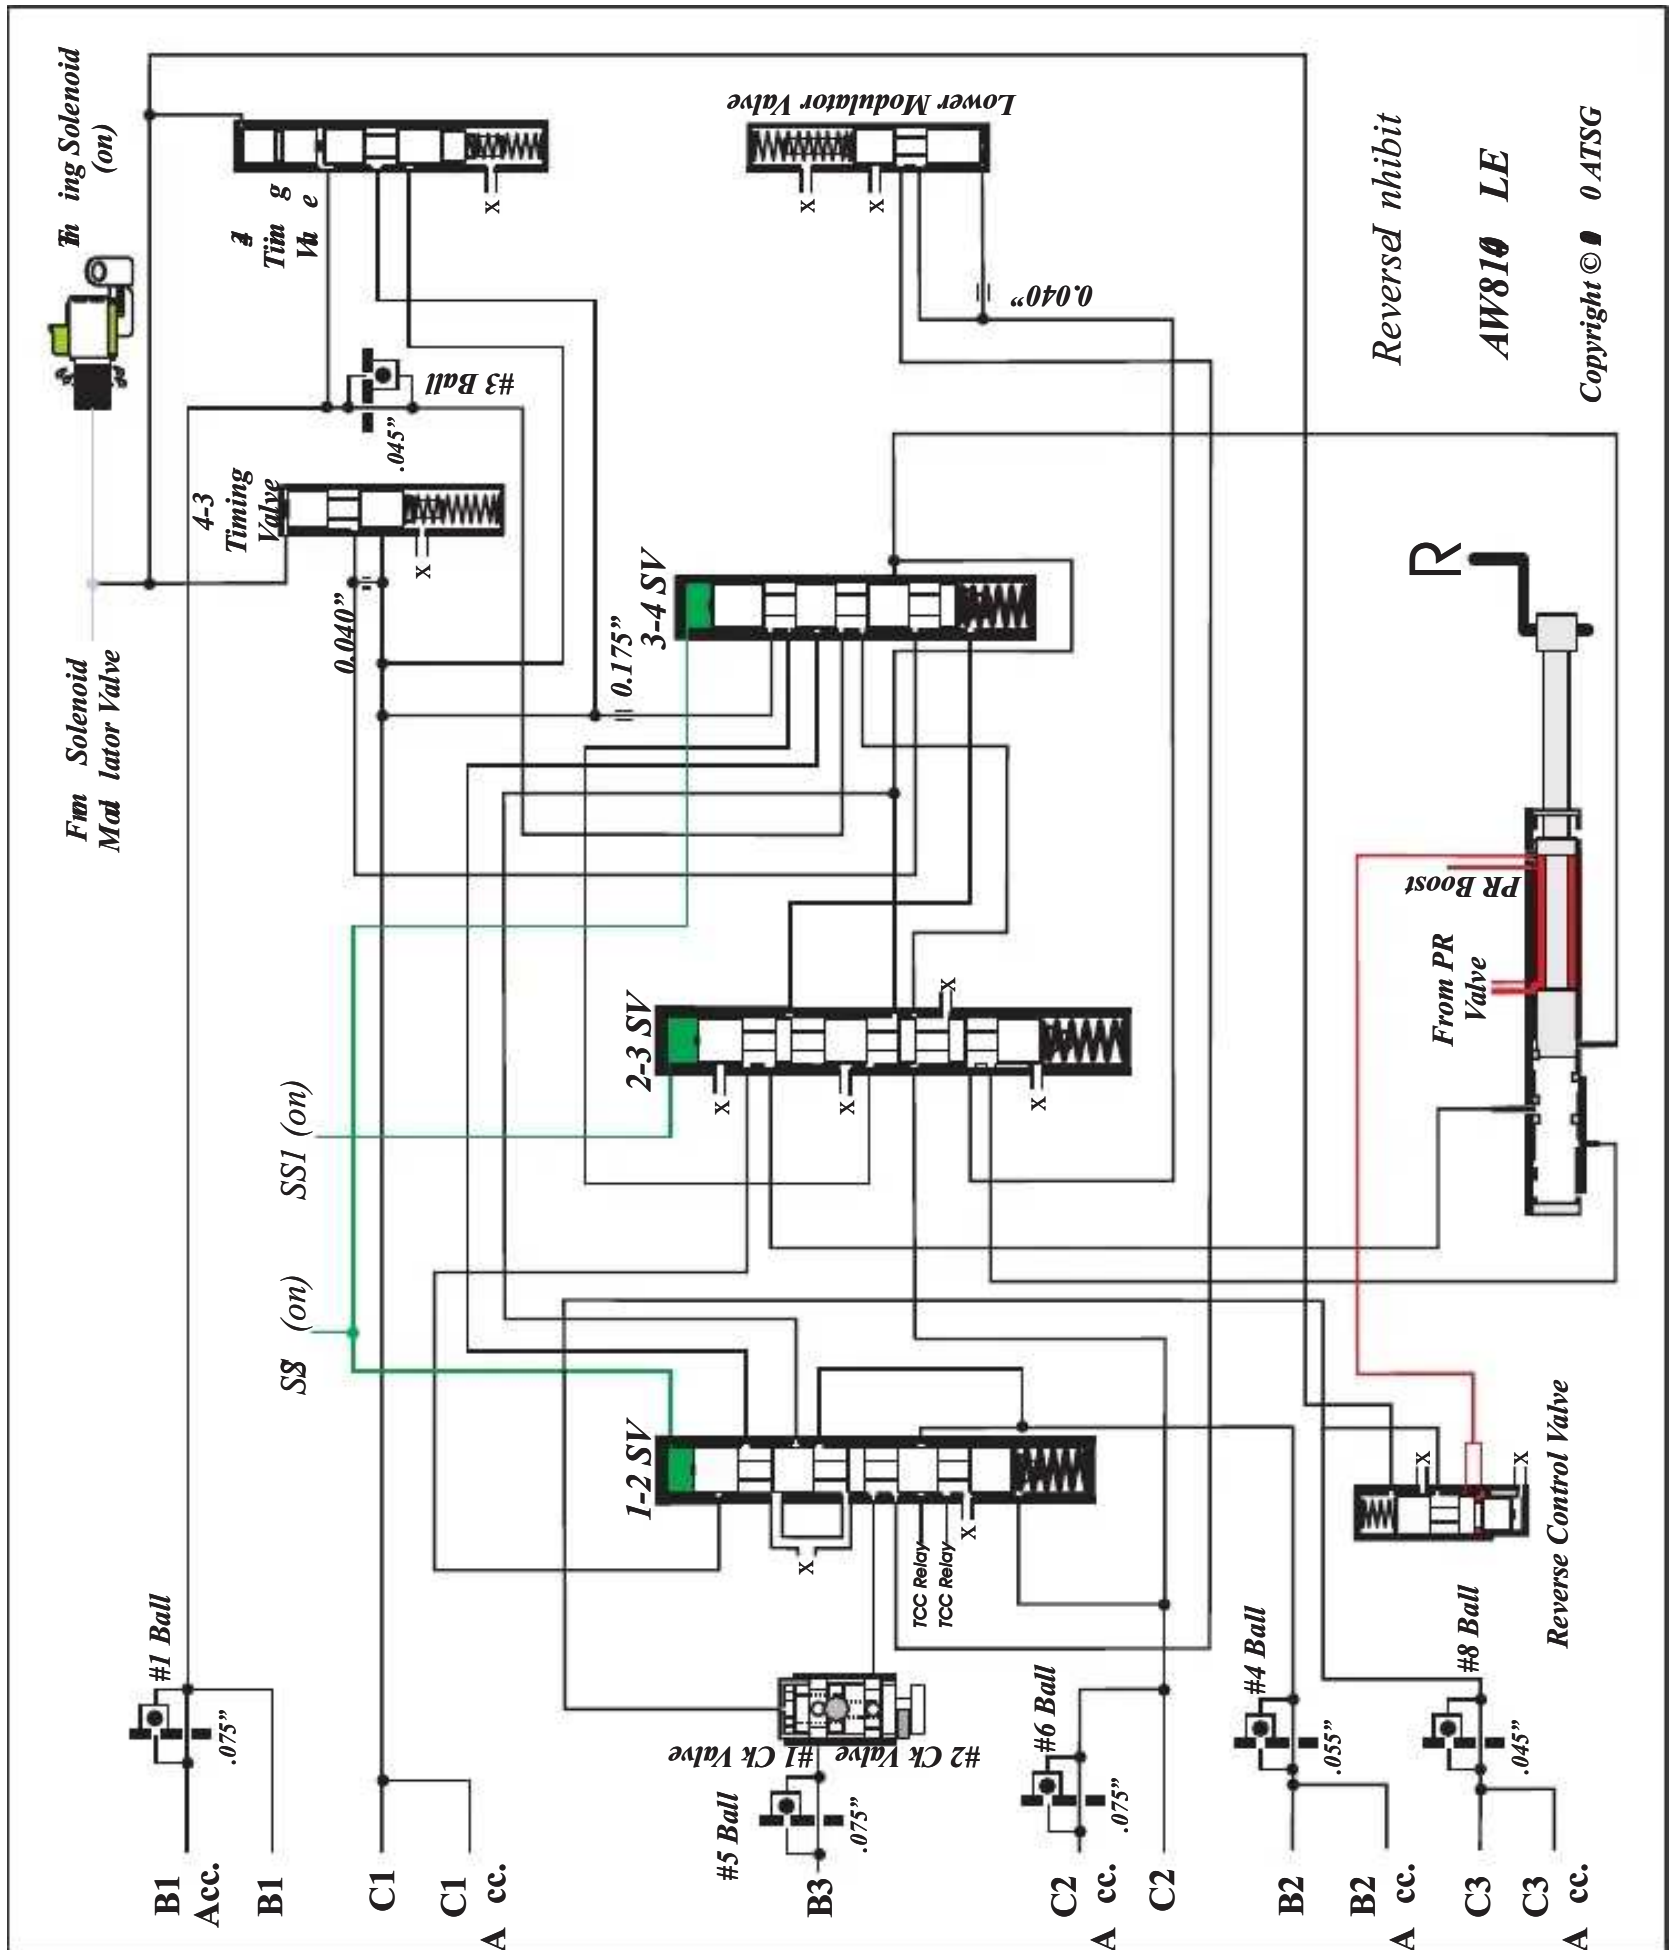 B1
Acc.
B1
C1
C1
A cc.
B3
C2
A cc.
C2
B2
B2
A cc.
C3
C3
A cc.
#1 Ball
.075”
#5 Ball
.075”
#1 Ck Valve
#2 Ck Valve
#6 Ball
.075”
#4 Ball
.055”
#8 Ball
.045”
(on)
SS1 (on)
1-2 SV
X
TCC Relay
TCC Relay
X
X
X
Reverse Control Valve
2-3 SV
X
X
X
X
From PR
Valve
PR Boost
R
Solenoid
lator Valve
0.040”
0.175”
3-4 SV
4-3
Timing
Valve
X
.045”
#3 Ball
ing Solenoid
(on)
X
Lower Modulator Valve
X
X
0.040”
nhibit
LE
Copyright ©
0 ATSG